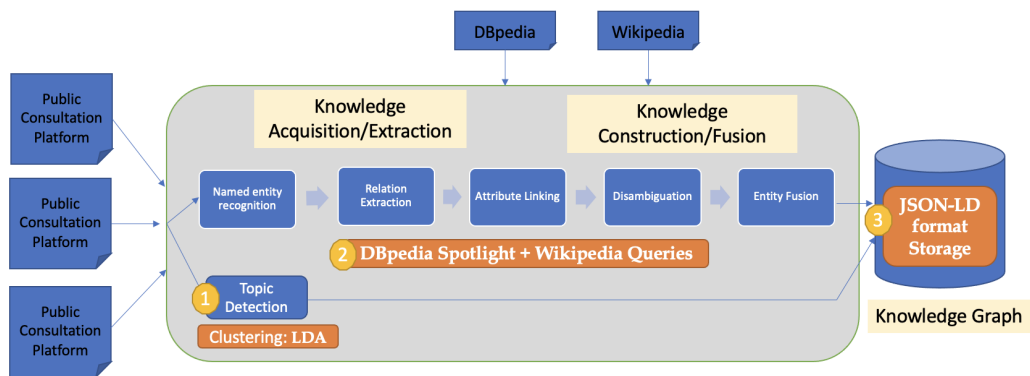 DBpedia
Wikipedia
Public
Consultation
Platform
Public
Consultation
Platform
Public
Consultation
Platform
Knowledge
Acquisition/Extraction
Knowledge
Construction/Fusion
Named entity
recognition
Relation
Extraction
Attribute Linking
Disambiguation
Entity Fusion
2
DBpedia Spotlight + Wikipedia Queries
1
Topic
Detection
Clustering: LDA
3
JSON-LD
format
Storage
Knowledge Graph